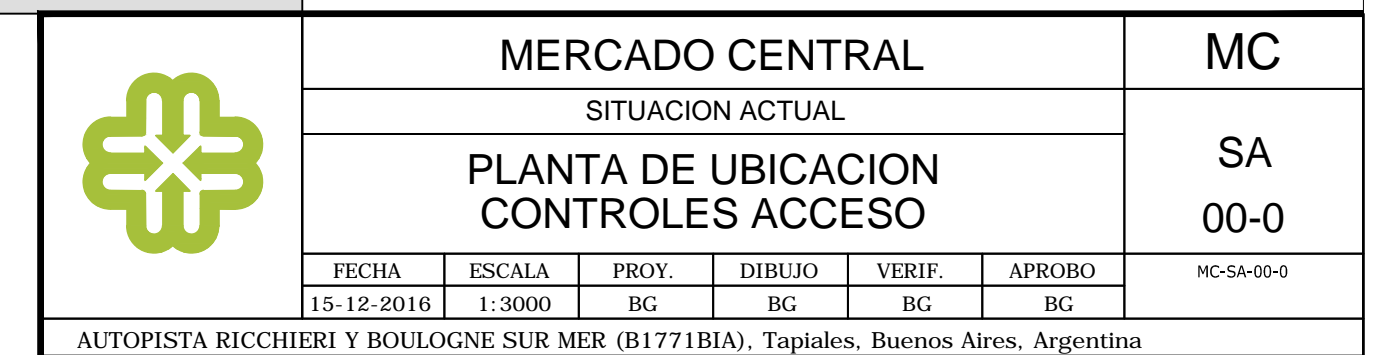 MERCADO CENTRAL
MC
SITUACION ACTUAL
PLANTA DE UBICACION
CONTROLES ACCESO
SA
00-0
FECHA ESCALA PROY. DIBUJO VERIF. APROBO MC-SA-00-0
15-12-2016 1:3000 BG BG BG BG
AUTOPISTA RICCHIERI Y BOULOGNE SUR MER (B1771BIA), Tapiales, Buenos Aires, Argentina